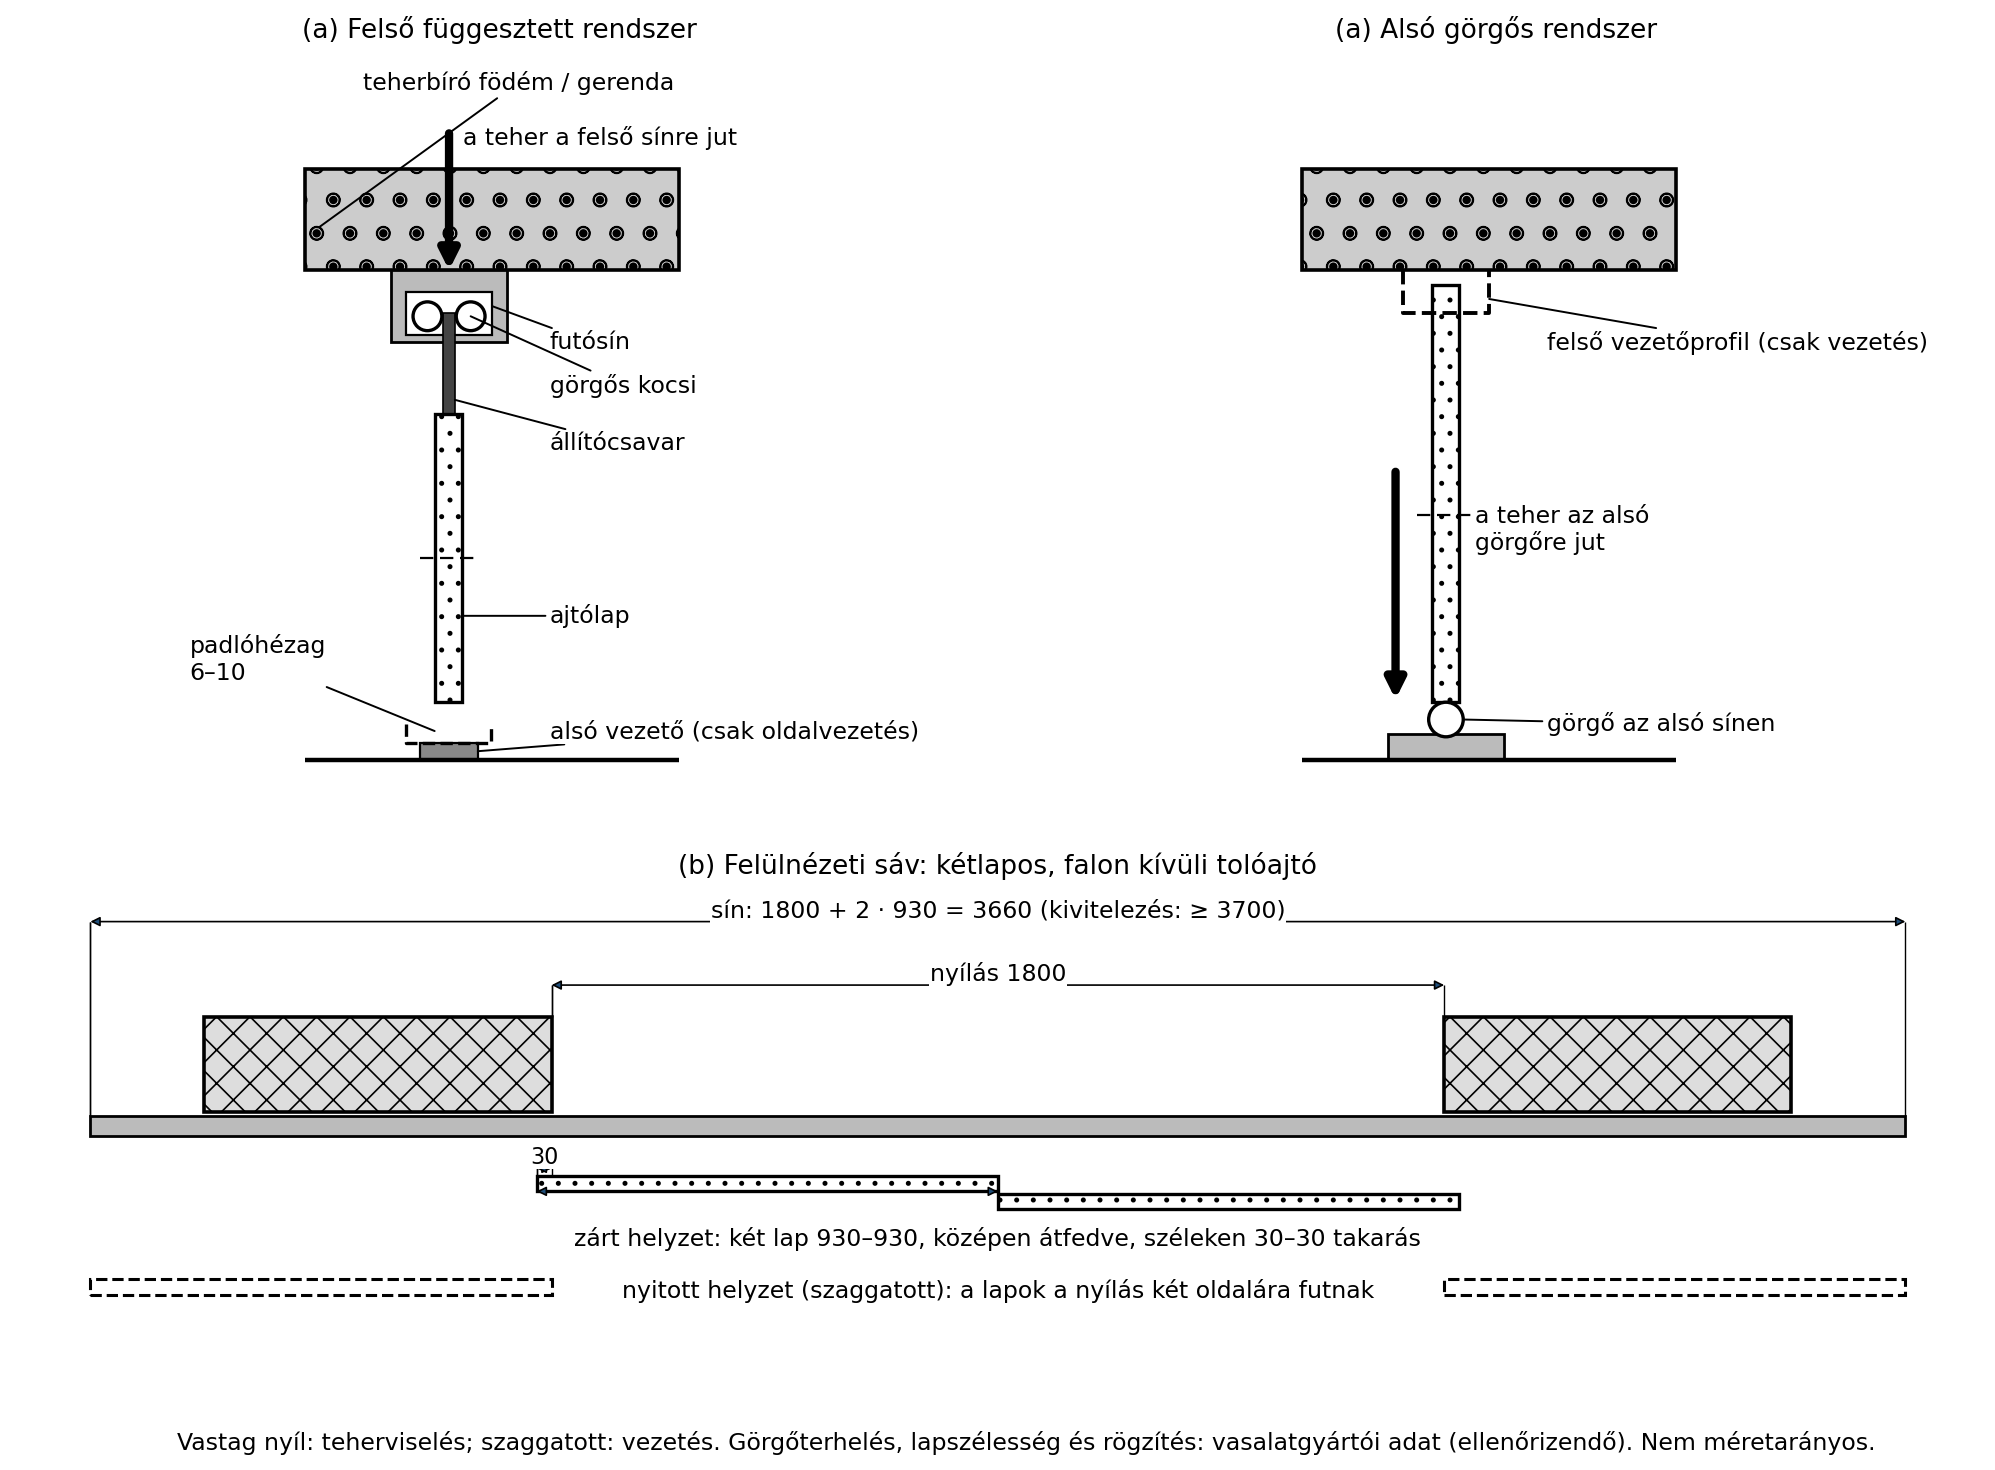 (a) Felső függesztett rendszer
(a) Alsó görgős rendszer
teherbíró födém / gerenda
a teher a felső sínre jut
futósín
felső vezetőprofil (csak vezetés)
görgős kocsi
állítócsavar
a teher az alsó
görgőre jut
ajtólap
padlóhézag
6–10
alsó vezető (csak oldalvezetés)
görgő az alsó sínen
(b) Felülnézeti sáv: kétlapos, falon kívüli tolóajtó
sín: 1800 + 2 · 930 = 3660 (kivitelezés: ≥ 3700)
nyílás 1800
30
zárt helyzet: két lap 930–930, középen átfedve, széleken 30–30 takarás
nyitott helyzet (szaggatott): a lapok a nyílás két oldalára futnak
Vastag nyíl: teherviselés; szaggatott: vezetés. Görgőterhelés, lapszélesség és rögzítés: vasalatgyártói adat (ellenőrizendő). Nem méretarányos.